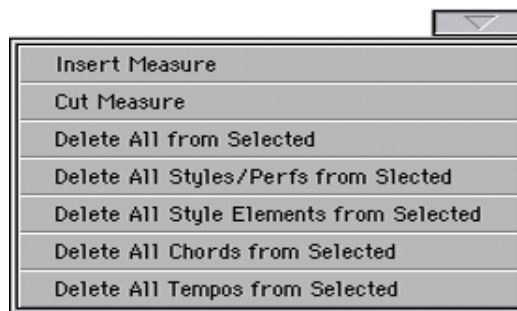 Insert Measure
Cut Measure
Delete All from Selected
Delete All Styles/Perfs from Slected
Delete All Style Elements from Selected
Delete All Chords from Selected
Delete All Tempos from Selected